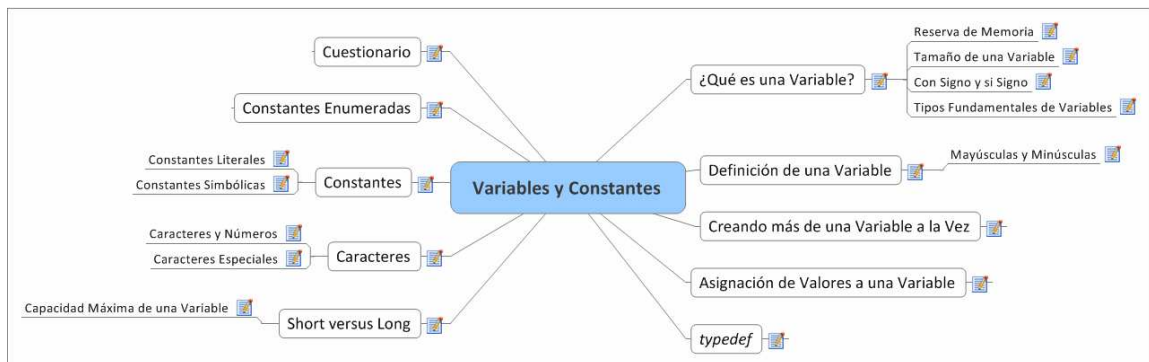 Variables y Constantes
¿Qué es una Variable?
Reserva de Memoria
Tamaño de una Variable
Con Signo y si Signo
Tipos Fundamentales de Variables
Definición de una Variable
Mayúsculas y Minúsculas
Creando más de una Variable a la Vez
Asignación de Valores a una Variable
typedef
Short versus Long
Capacidad Máxima de una Variable
Caracteres
Caracteres y Números
Caracteres Especiales
Constantes
Constantes Literales
Constantes Simbólicas
Constantes Enumeradas
Cuestionario